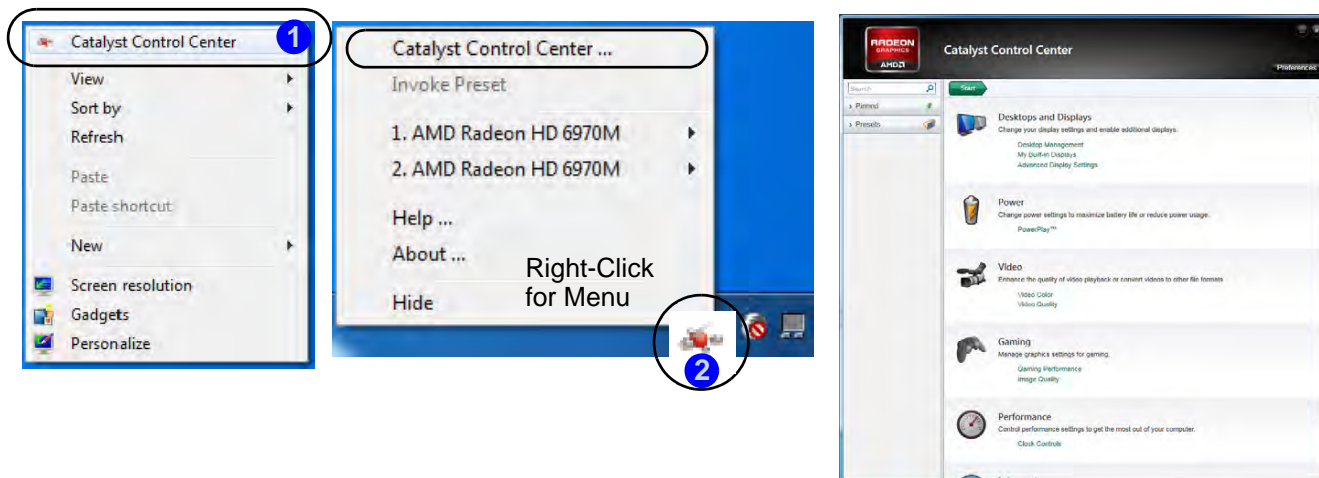 Catalyst Control Center
1
View
Sort by
Refresh
Paste
Paste shortcut
New
Screen resolution
Gadgets
Personalize
Catalyst Control Center ...
Invoke Preset
1. AMD Radeon HD 6970M
2. AMD Radeon HD 6970M
Help ...
About ...
Hide
Right-Click
for Menu
2
RADEON
GRAPHICS
AMD
Catalyst Control Center
Preferences
Search
Start
Pinned
Presets
Desktops and Displays
Change your display settings and enable additional displays.
Desktop Management
My Built-in Displays
Advanced Display Settings
Power
Change power settings to maximize battery life or reduce power usage.
PowerPlay™
Video
Enhance the quality of video playback or convert videos to other file formats.
Video Color
Video Quality
Gaming
Manage graphics settings for gaming.
Gaming Performance
Image Quality
Performance
Control performance settings to get the most out of your computer.
Clock Controls